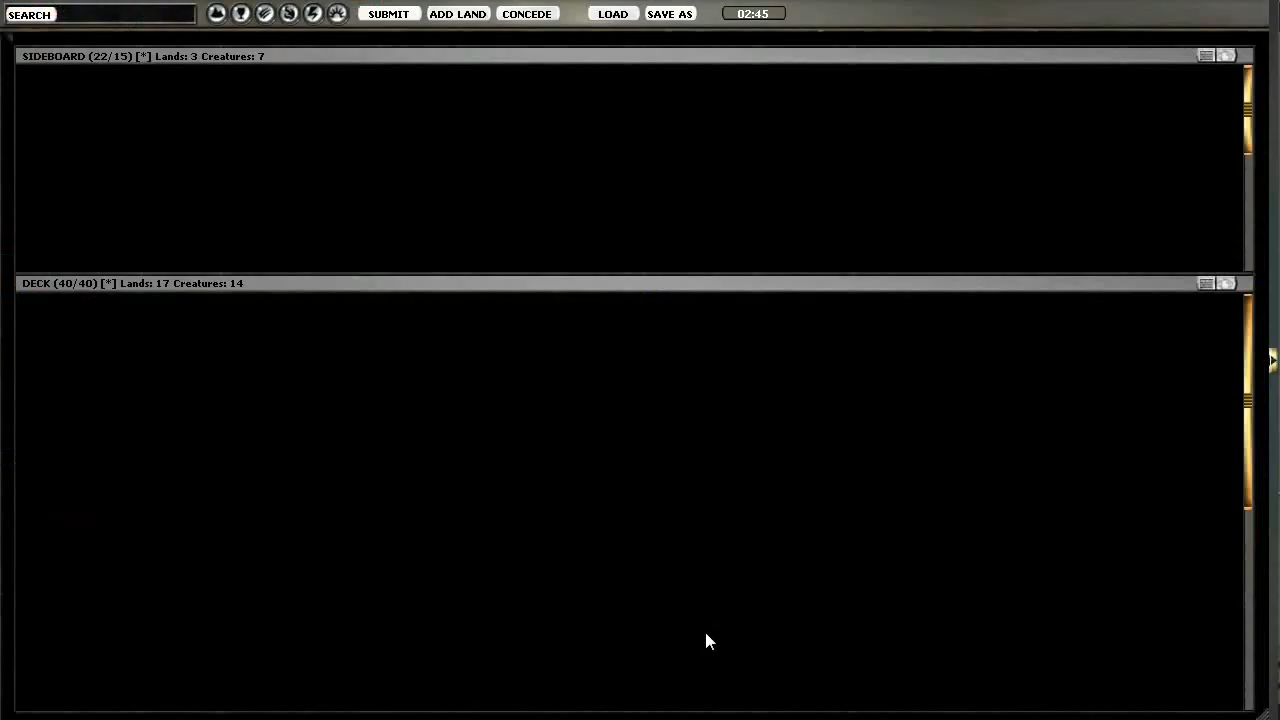 SEARCH SUBMIT ADD LAND CONCEDE LOAD SAVE AS 02:45
SIDEBOARD (22/15) [*] Lands: 3 Creatures: 7
DECK (40/40) [*] Lands: 17 Creatures: 14